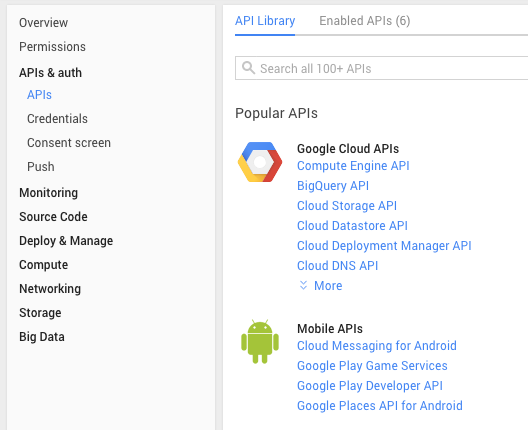 Overview
Permissions
APIs & auth
APIs
Credentials
Consent screen
Push
Monitoring
Source Code
Deploy & Manage
Compute
Networking
Storage
Big Data
API Library
Enabled APIs (6)
Search all 100+ APIs
Popular APIs
Google Cloud APIs
Compute Engine API
BigQuery API
Cloud Storage API
Cloud Datastore API
Cloud Deployment Manager API
Cloud DNS API
More
Mobile APIs
Cloud Messaging for Android
Google Play Game Services
Google Play Developer API
Google Places API for Android